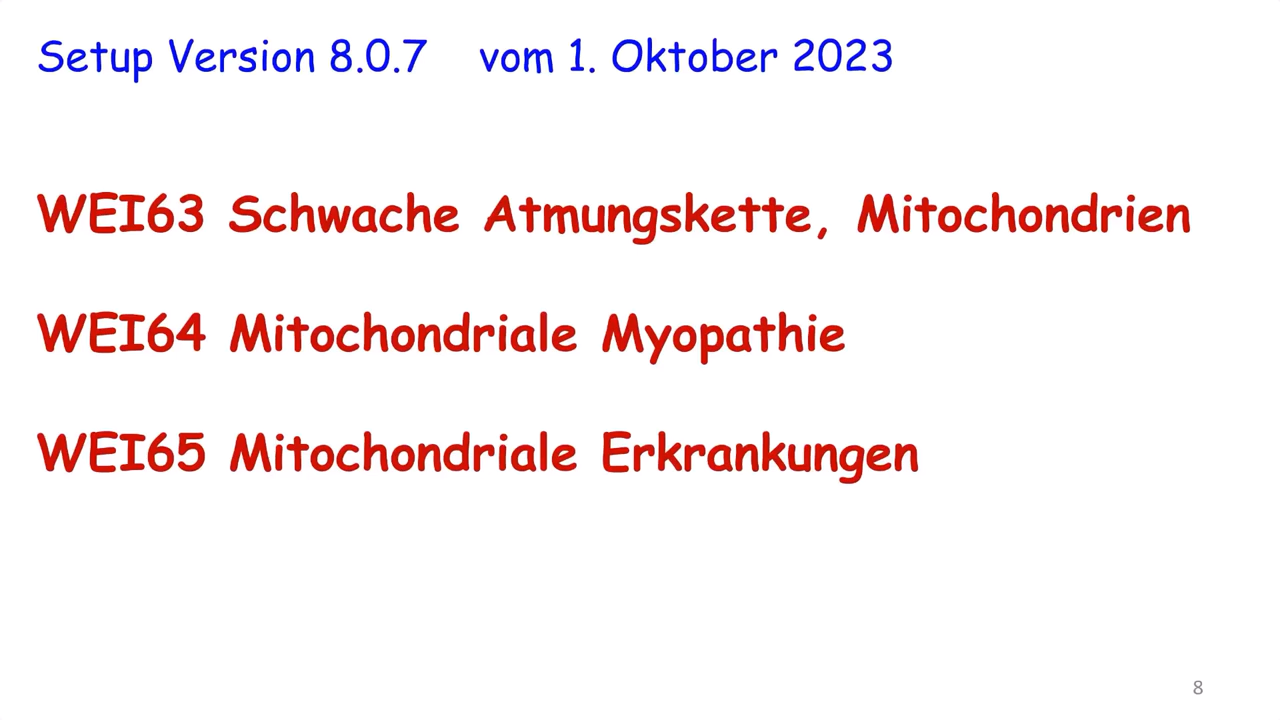 Setup Version 8.0.7 vom 1. Oktober 2023
WEI63 Schwache Atmungskette, Mitochondrien
WEI64 Mitochondriale Myopathie
WEI65 Mitochondriale Erkrankungen
8